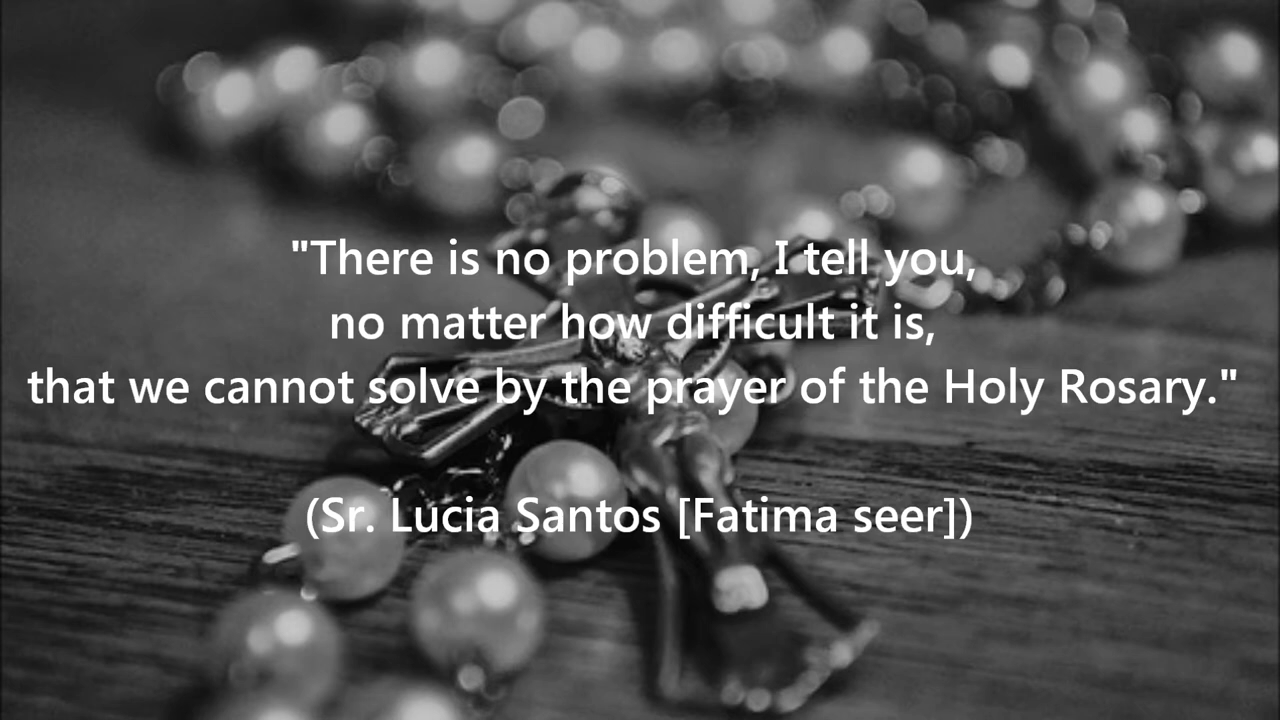 "There is no problem, I tell you,
no matter how difficult it is,
that we cannot solve by the prayer of the Holy Rosary."
(Sr. Lucia Santos [Fatima seer])